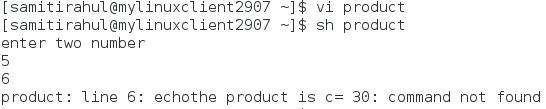 [samitirahul@mylinuxclient2907 ~]$ vi product
[samitirahul@mylinuxclient2907 ~]$ sh product
enter two number
5
6
product: line 6: echothe product is c= 30: command not found